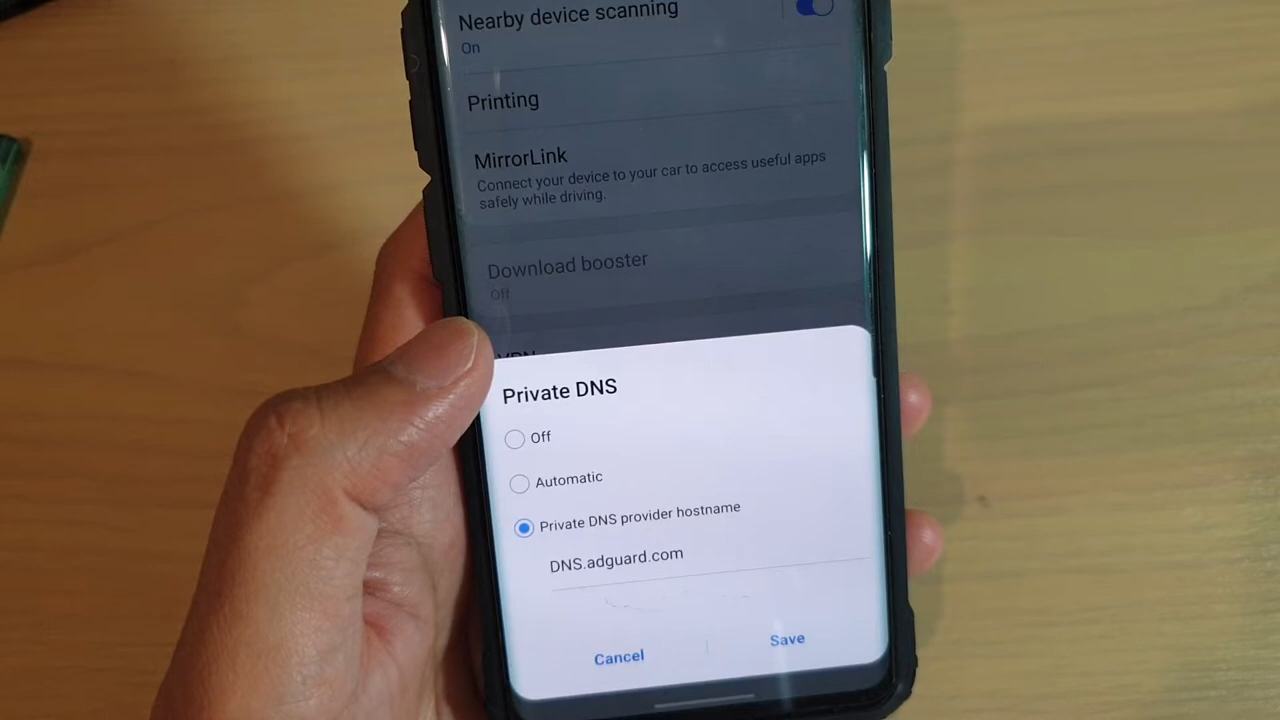 Nearby device scanning
On
Printing
MirrorLink
Connect your device to your car to access useful apps
safely while driving.
Download booster
Off
VPN
Private DNS
Off
Automatic
Private DNS provider hostname
DNS.adguard.com
Cancel
Save